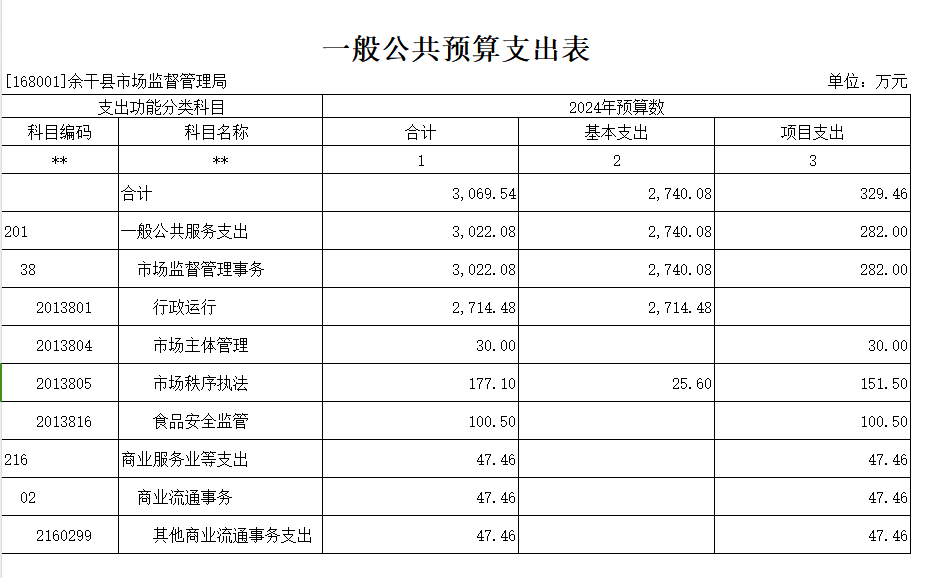 一般公共预算支出表
[168001]余干县市场监督管理局 单位：万元
支出功能分类科目 2024年预算数
科目编码 科目名称 合计 基本支出 项目支出
** ** 1 2 3
合计 3,069.54 2,740.08 329.46
201 一般公共服务支出 3,022.08 2,740.08 282.00
38 市场监督管理事务 3,022.08 2,740.08 282.00
2013801 行政运行 2,714.48 2,714.48
2013804 市场主体管理 30.00 30.00
2013805 市场秩序执法 177.10 25.60 151.50
2013816 食品安全监管 100.50 100.50
216 商业服务业等支出 47.46 47.46
02 商业流通事务 47.46 47.46
2160299 其他商业流通事务支出 47.46 47.46